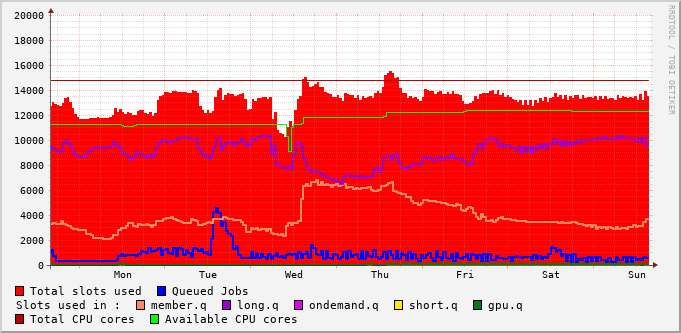 20000
18000
16000
14000
12000
10000
8000
6000
4000
2000
0
Mon Tue Wed Thu Fri Sat Sun
RRDTOOL / TOBI OETIKER
Total slots used Queued Jobs
Slots used in : member.q long.q ondemand.q short.q gpu.q
Total CPU cores Available CPU cores